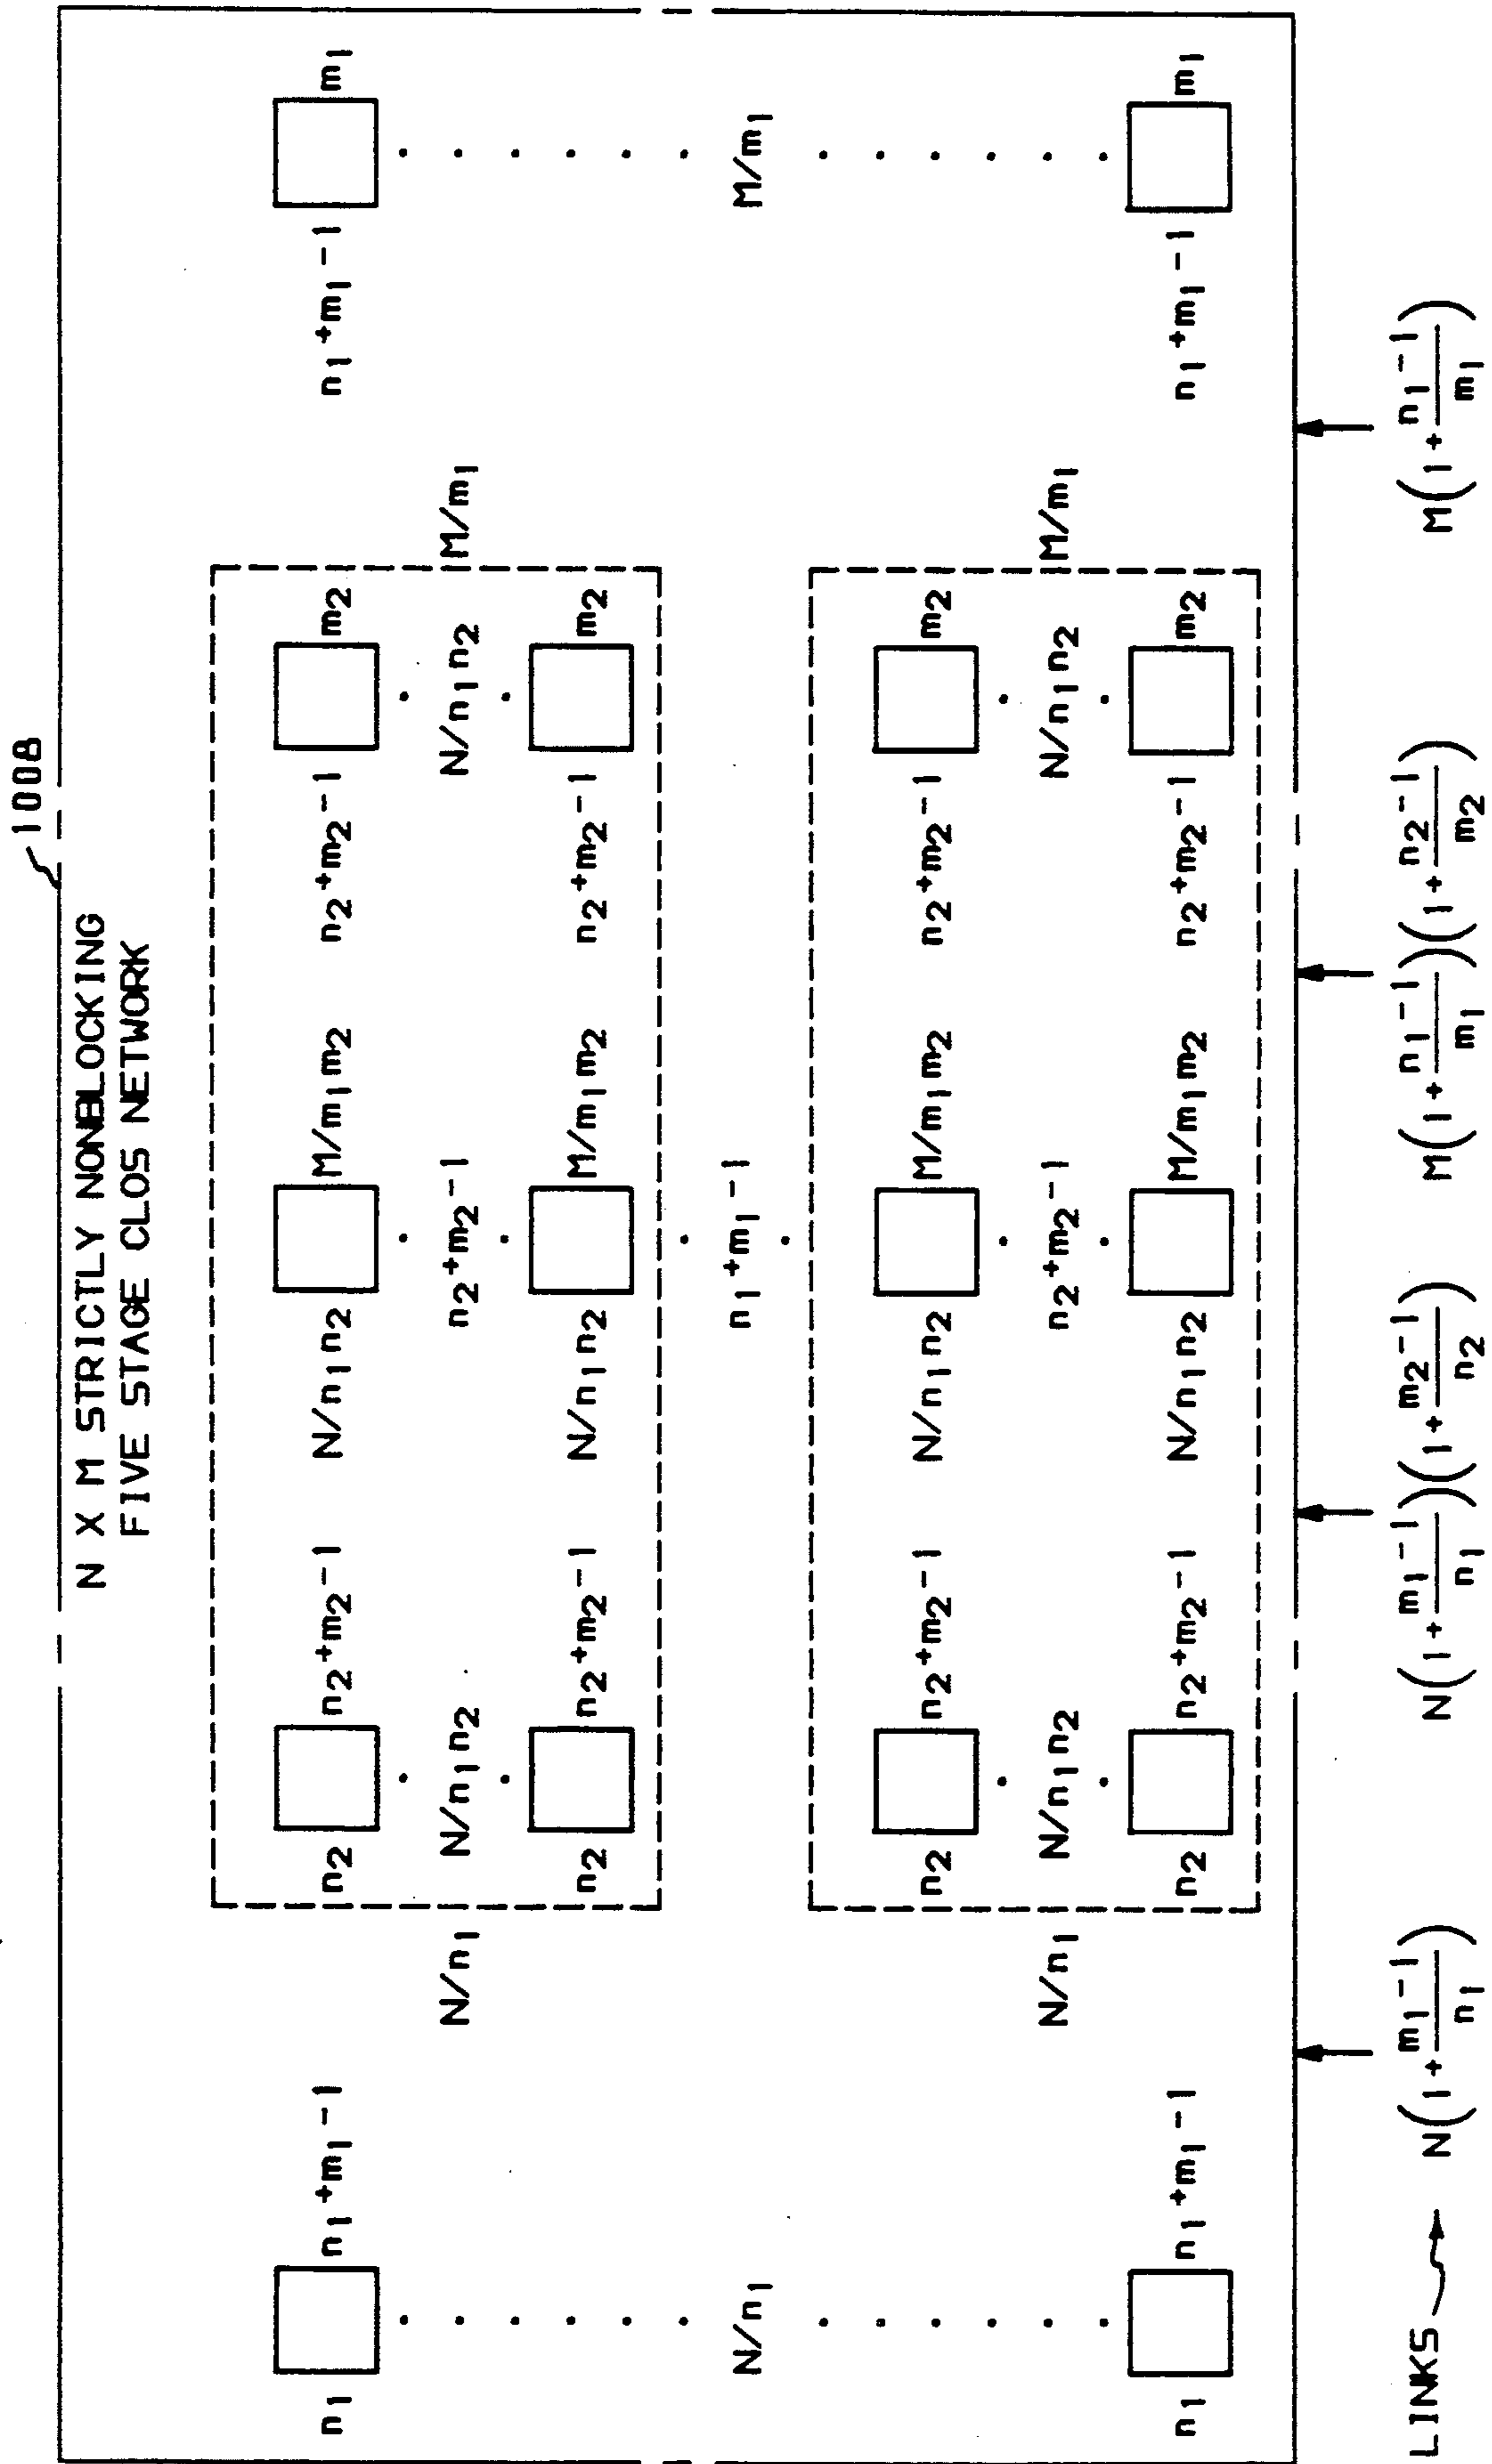 1008
N X M STRICTLY NONBLOCKING
FIVE STAGE CLOS NETWORK
n₁ n₁+m₁-1 n₂ n₂+m₂-1 N/n₁n₂ M/m₁m₂ n₂+m₂-1 m₂ n₁+m₁-1 m₁
N/n₁ N/n₁n₂ n₂+m₂-1 N/n₁n₂ M/m₁
n₂ n₂+m₂-1 N/n₁n₂ M/m₁m₂ n₂+m₂-1 m₂
N/n₁ n₁+m₁-1 M/m₁
n₂ n₂+m₂-1 N/n₁n₂ M/m₁m₂ n₂+m₂-1 m₂
N/n₁ N/n₁n₂ n₂+m₂-1 N/n₁n₂ M/m₁
n₁ n₁+m₁-1 n₂ n₂+m₂-1 N/n₁n₂ M/m₁m₂ n₂+m₂-1 m₂ n₁+m₁-1 m₁
LINKS N(1+(m₁-1)/n₁) N(1+(m₁-1)/n₁)(1+(m₂-1)/n₂) M(1+(n₁-1)/m₁)(1+(n₂-1)/m₂) M(1+(n₁-1)/m₁)